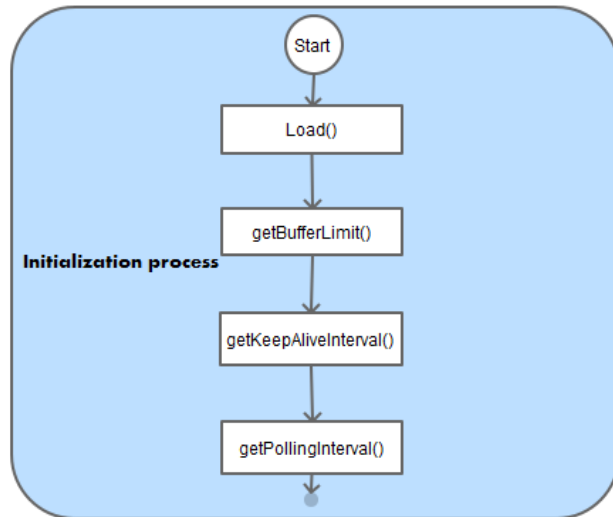 Start
Load()
getBufferLimit()
Initialization process
getKeepAliveInterval()
getPollingInterval()